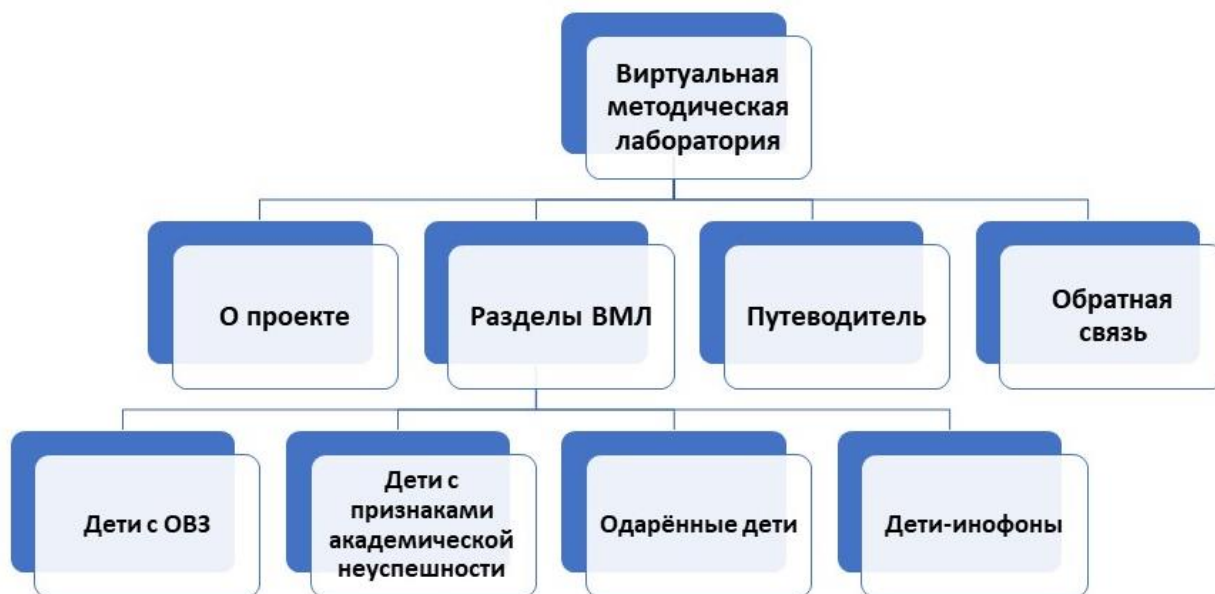 Виртуальная
методическая
лаборатория
О проекте
Разделы ВМЛ
Путеводитель
Обратная
связь
Дети с ОВЗ
Дети с
признаками
академической
неуспешности
Одарённые дети
Дети-инофоны